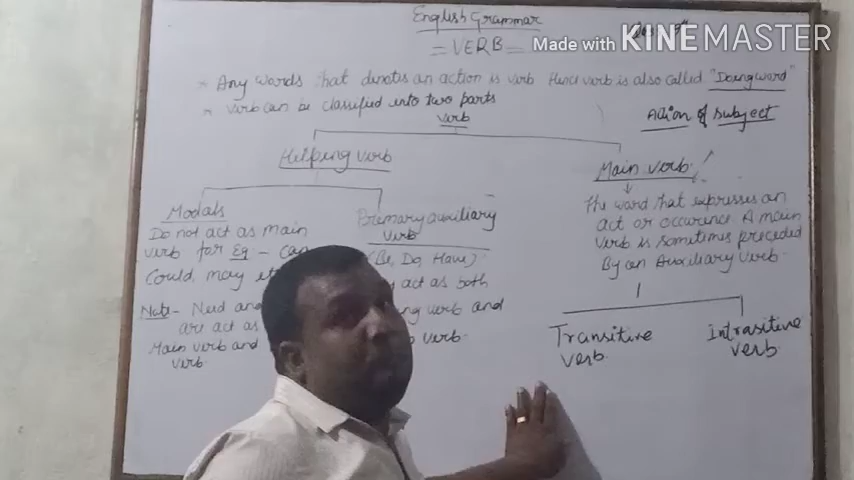 English Grammar
= VERB =
Made with KINEMASTER
* Any words that denotes an action is verb Hence verb is also called "Doing word"
* Verb can be classified into two parts
Action of subject
Verb
Helping verb
Main verb
Modals
Do not act as main
verb for Eg - Can
Could, may
Note - Need and
are act as
Main verb and
verb.
Primary auxiliary
verb
(Be, Do, Have)
act as both
verb and
verb.
The word that expresses an
act or occurance A main
verb is sometimes preceded
By an Auxiliary verb.
Transitive
verb.
Intrasitive
verb.